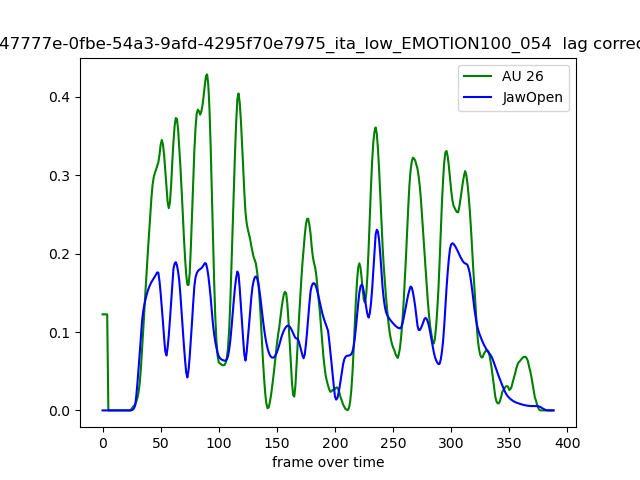 47777e-0fbe-54a3-9afd-4295f70e7975_ita_low_EMOTION100_054 lag correc
AU 26
JawOpen
0.4
0.3
0.2
0.1
0.0
0 50 100 150 200 250 300 350 400
frame over time